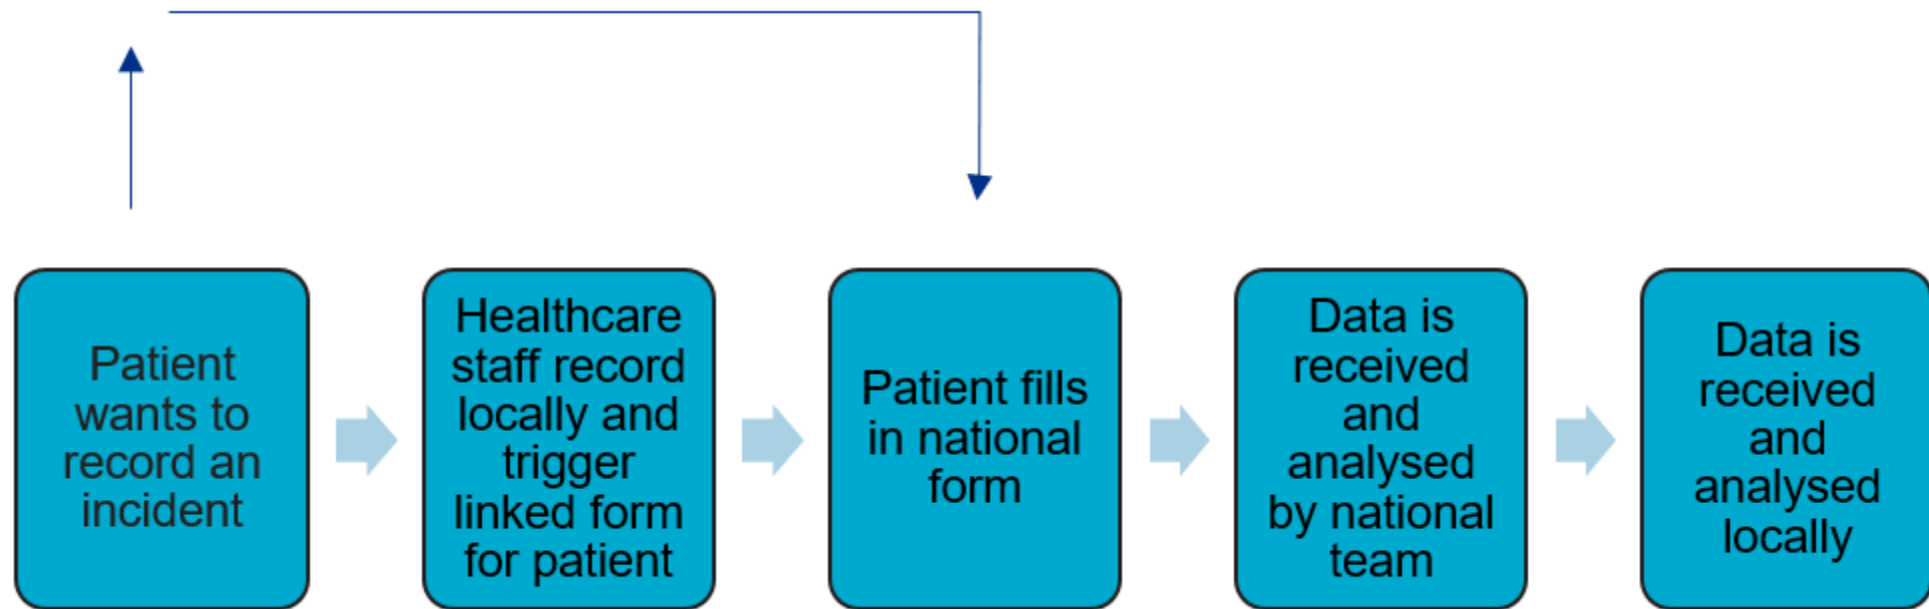 Patient
wants to
record an
incident
Healthcare
staff record
locally and
trigger
linked form
for patient
Patient fills
in national
form
Data is
received
and
analysed
by national
team
Data is
received
and
analysed
locally